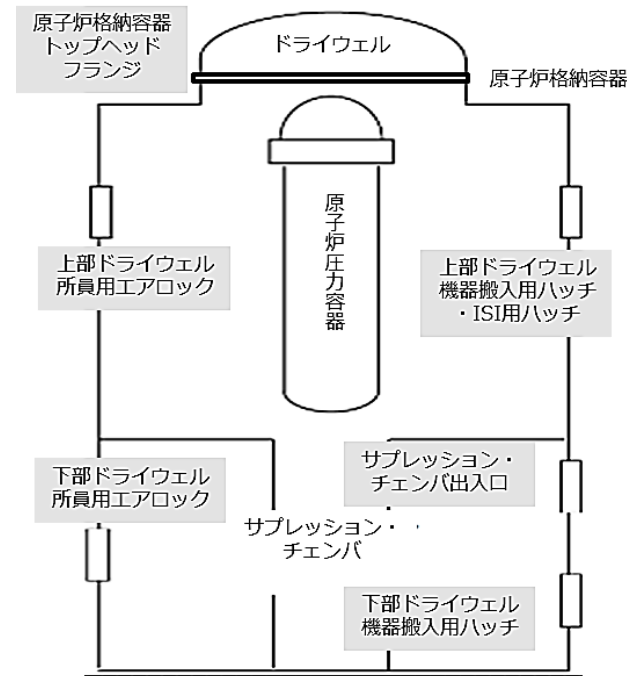 原子炉格納容器
トップヘッド
フランジ
ドライウェル
原子炉格納容器
原子炉圧力容器
上部ドライウェル
所員用エアロック
上部ドライウェル
機器搬入用ハッチ
・ISI用ハッチ
下部ドライウェル
所員用エアロック
サプレッション・
チェンバ出入口
サプレッション・
チェンバ
下部ドライウェル
機器搬入用ハッチ